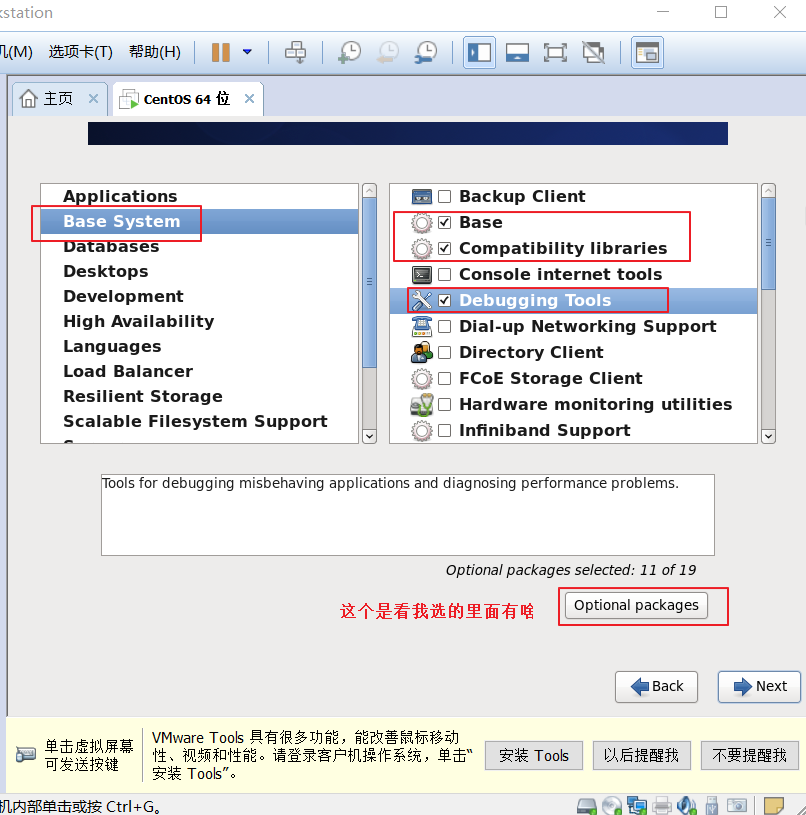 kstation
机(M) 选项卡(T) 帮助(H)
主页 CentOS 64 位
Applications
Base System
Databases
Desktops
Development
High Availability
Languages
Load Balancer
Resilient Storage
Scalable Filesystem Support
Backup Client
Base
Compatibility libraries
Console internet tools
Debugging Tools
Dial-up Networking Support
Directory Client
FCoE Storage Client
Hardware monitoring utilities
Infiniband Support
Tools for debugging misbehaving applications and diagnosing performance problems.
Optional packages selected: 11 of 19
这个是看我选的里面有啥 Optional packages
Back Next
单击虚拟屏幕
可发送按键
VMware Tools 具有很多功能，能改善鼠标移动
性、视频和性能。请登录客户机操作系统，单击“
安装 Tools”。
安装 Tools 以后提醒我 不要提醒我
机内部单击或按 Ctrl+G。